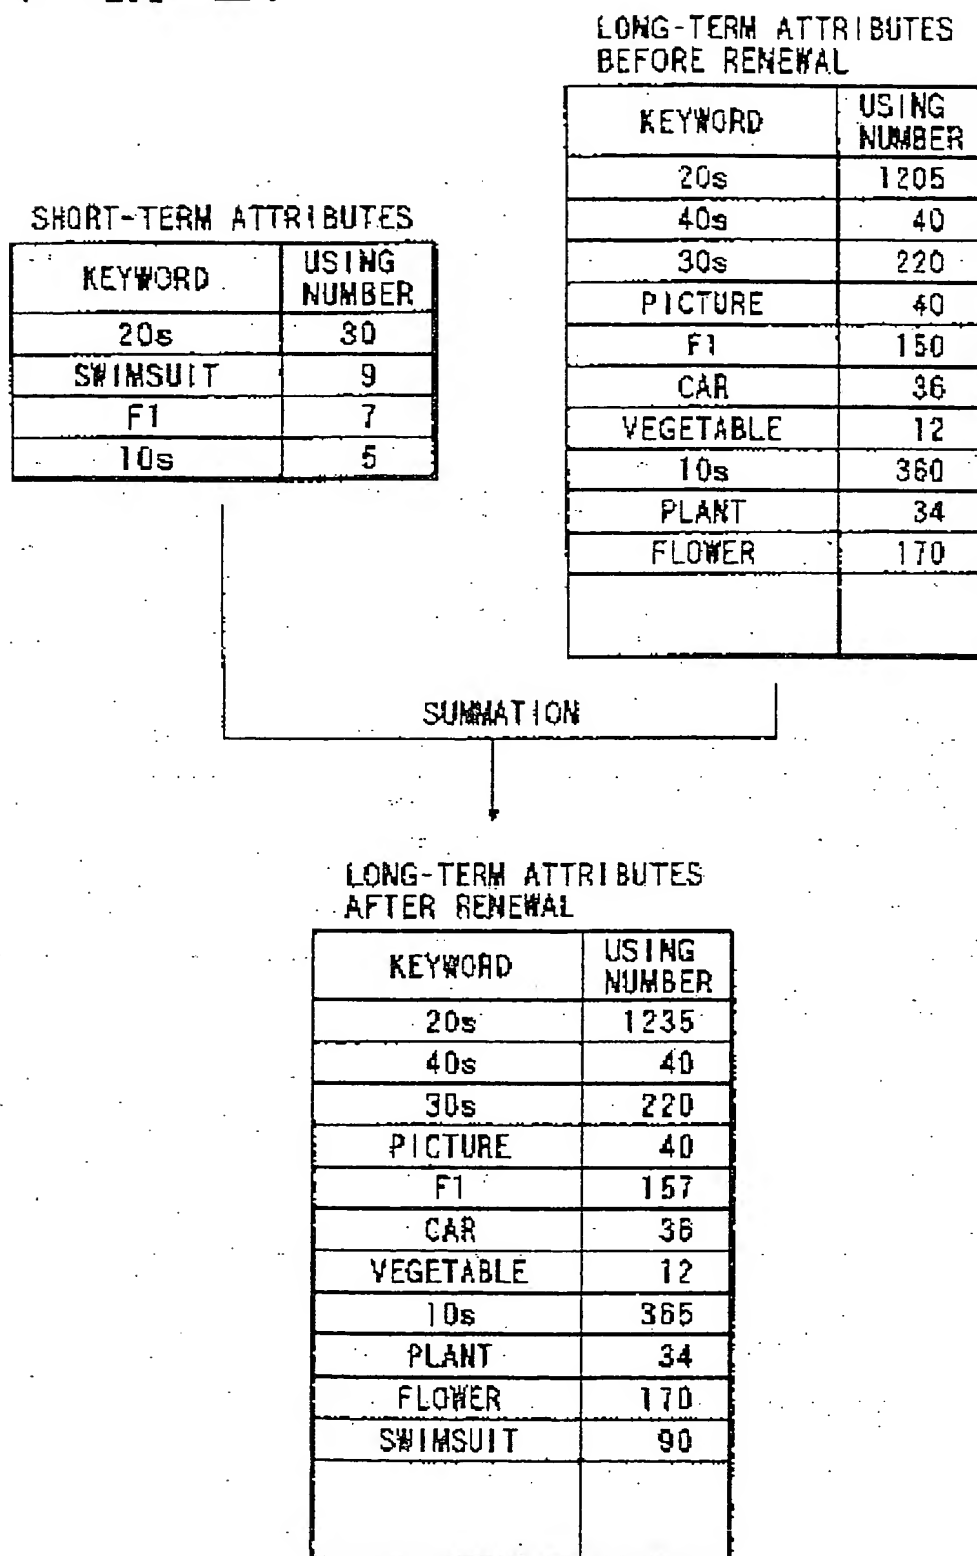 LONG-TERM ATTRIBUTES
BEFORE RENEWAL
KEYWORD USING NUMBER
20s 1205
40s 40
30s 220
PICTURE 40
F1 150
CAR 36
VEGETABLE 12
10s 360
PLANT 34
FLOWER 170
SHORT-TERM ATTRIBUTES
KEYWORD USING NUMBER
20s 30
SWIMSUIT 9
F1 7
10s 5
SUMMATION
LONG-TERM ATTRIBUTES
AFTER RENEWAL
KEYWORD USING NUMBER
20s 1235
40s 40
30s 220
PICTURE 40
F1 157
CAR 36
VEGETABLE 12
10s 365
PLANT 34
FLOWER 170
SWIMSUIT 90